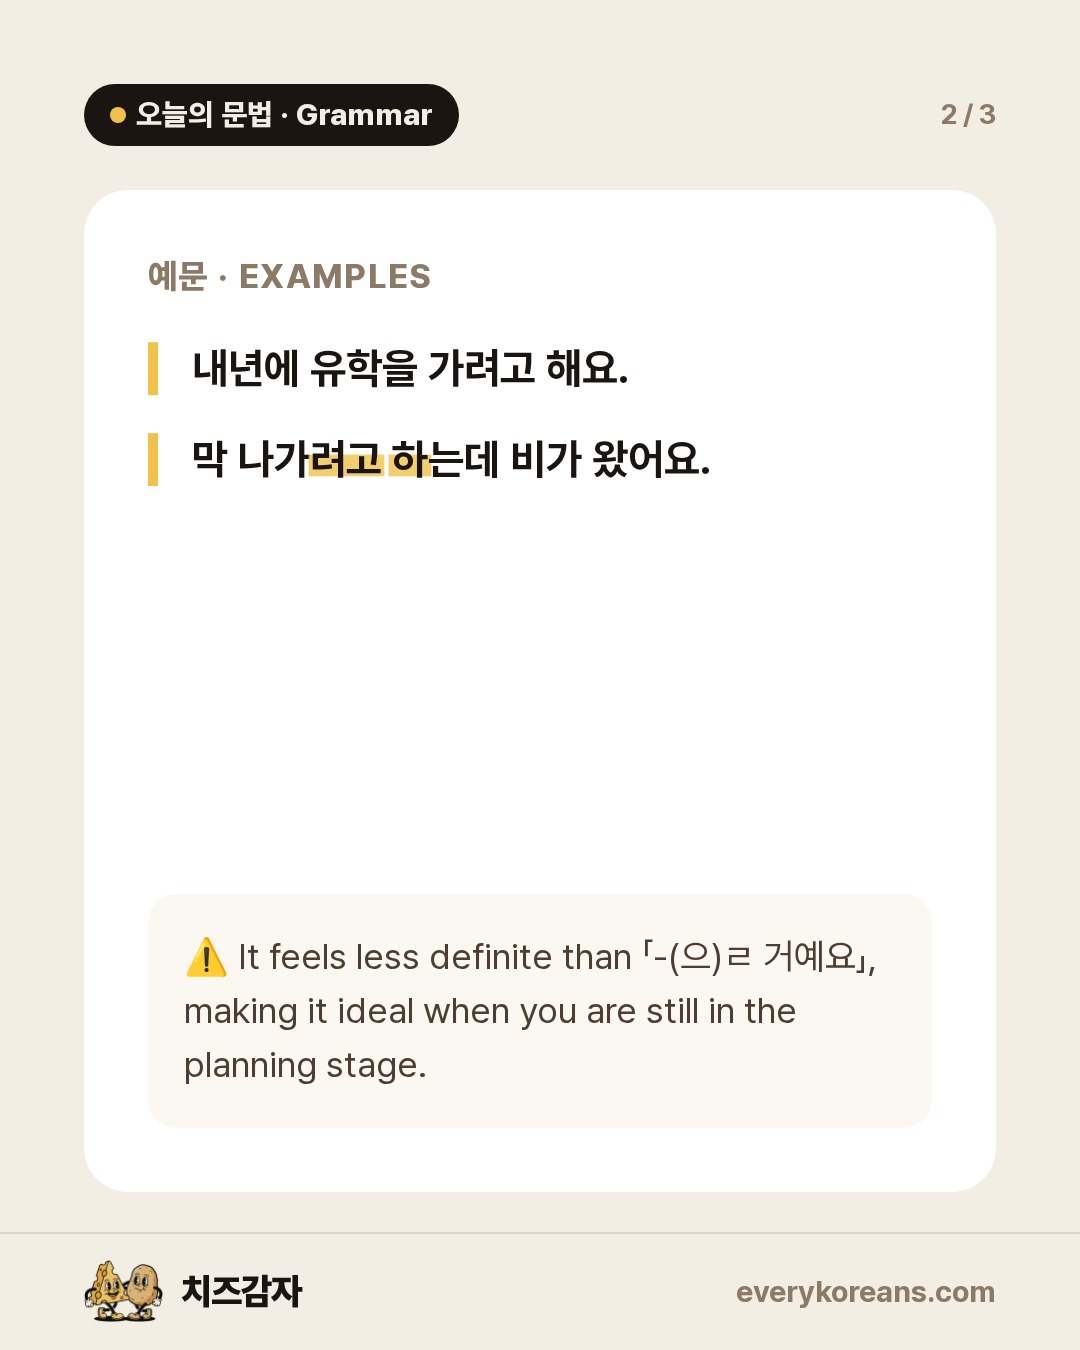 오늘의 문법 · Grammar
2 / 3
예문 · EXAMPLES
내년에 유학을 가려고 해요.
막 나가려고 하는데 비가 왔어요.
⚠️ It feels less definite than「-(으)ㄹ 거예요」,
making it ideal when you are still in the
planning stage.
치즈감자
everykoreans.com